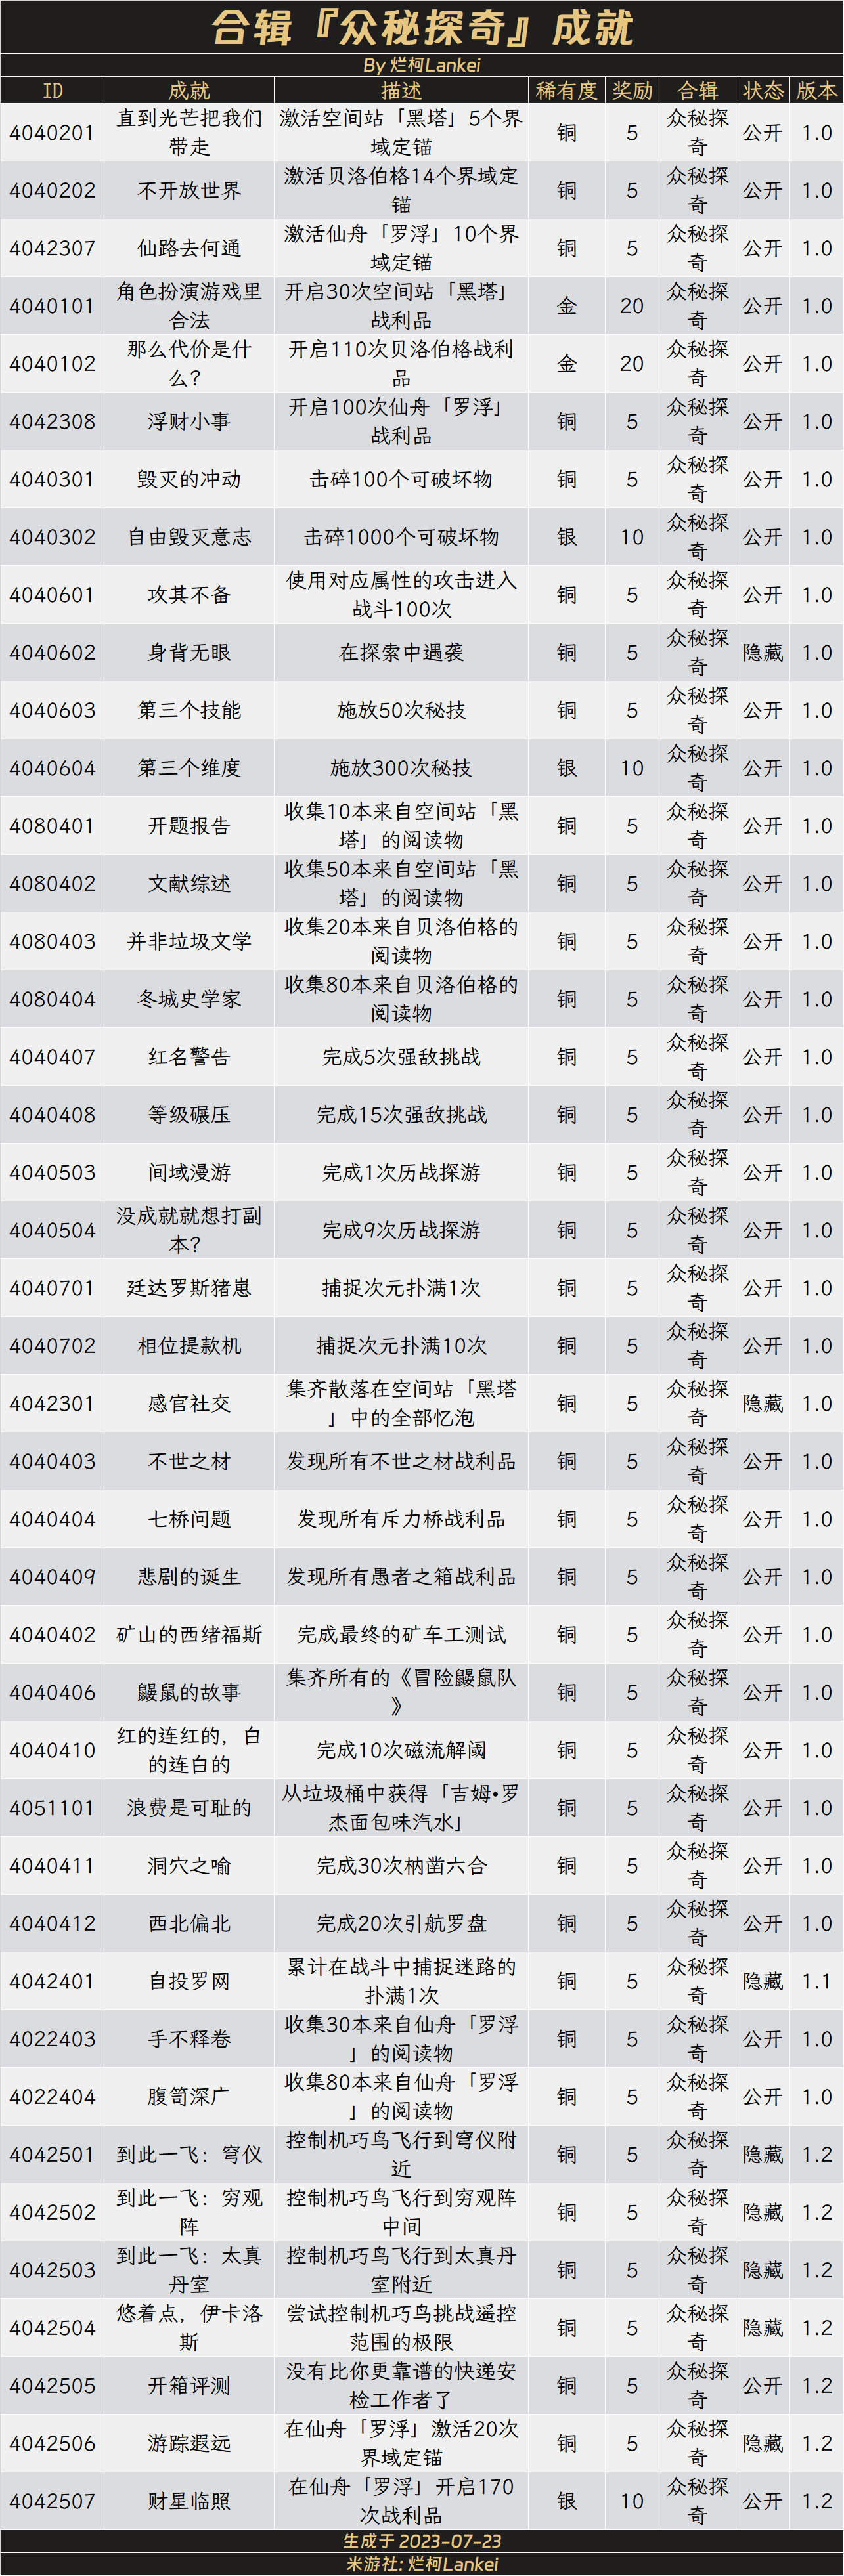 合辑『众秘探奇』成就
By 烂柯Lankei
ID 成就 描述 稀有度 奖励 合辑 状态 版本
4040201 直到光芒把我们带走 激活空间站「黑塔」5个界域定锚 铜 5 众秘探奇 公开 1.0
4040202 不开放世界 激活贝洛伯格14个界域定锚 铜 5 众秘探奇 公开 1.0
4042307 仙路去何通 激活仙舟「罗浮」10个界域定锚 铜 5 众秘探奇 公开 1.0
4040101 角色扮演游戏里合法 开启30次空间站「黑塔」战利品 金 20 众秘探奇 公开 1.0
4040102 那么代价是什么？ 开启110次贝洛伯格战利品 金 20 众秘探奇 公开 1.0
4042308 浮财小事 开启100次仙舟「罗浮」战利品 铜 5 众秘探奇 公开 1.0
4040301 毁灭的冲动 击碎100个可破坏物 铜 5 众秘探奇 公开 1.0
4040302 自由毁灭意志 击碎1000个可破坏物 银 10 众秘探奇 公开 1.0
4040601 攻其不备 使用对应属性的攻击进入战斗100次 铜 5 众秘探奇 公开 1.0
4040602 身背无眼 在探索中遇袭 铜 5 众秘探奇 隐藏 1.0
4040603 第三个技能 施放50次秘技 铜 5 众秘探奇 公开 1.0
4040604 第三个维度 施放300次秘技 银 10 众秘探奇 公开 1.0
4080401 开题报告 收集10本来自空间站「黑塔」的阅读物 铜 5 众秘探奇 公开 1.0
4080402 文献综述 收集50本来自空间站「黑塔」的阅读物 铜 5 众秘探奇 公开 1.0
4080403 并非垃圾文学 收集20本来自贝洛伯格的阅读物 铜 5 众秘探奇 公开 1.0
4080404 冬城史学家 收集80本来自贝洛伯格的阅读物 铜 5 众秘探奇 公开 1.0
4040407 红名警告 完成5次强敌挑战 铜 5 众秘探奇 公开 1.0
4040408 等级碾压 完成15次强敌挑战 铜 5 众秘探奇 公开 1.0
4040503 间域漫游 完成1次历战探游 铜 5 众秘探奇 公开 1.0
4040504 没成就就想打副本？ 完成9次历战探游 铜 5 众秘探奇 公开 1.0
4040701 廷达罗斯猪崽 捕捉次元扑满1次 铜 5 众秘探奇 公开 1.0
4040702 相位提款机 捕捉次元扑满10次 铜 5 众秘探奇 公开 1.0
4042301 感官社交 集齐散落在空间站「黑塔」中的全部忆泡 铜 5 众秘探奇 隐藏 1.0
4040403 不世之材 发现所有不世之材战利品 铜 5 众秘探奇 公开 1.0
4040404 七桥问题 发现所有斥力桥战利品 铜 5 众秘探奇 公开 1.0
4040409 悲剧的诞生 发现所有愚者之箱战利品 铜 5 众秘探奇 公开 1.0
4040402 矿山的西绪福斯 完成最终的矿车工测试 铜 5 众秘探奇 公开 1.0
4040406 鼹鼠的故事 集齐所有的《冒险鼹鼠队》 铜 5 众秘探奇 公开 1.0
4040410 红的连红的，白的连白的 完成10次磁流解阈 铜 5 众秘探奇 公开 1.0
4051101 浪费是可耻的 从垃圾桶中获得「吉姆•罗杰面包味汽水」 铜 5 众秘探奇 公开 1.0
4040411 洞穴之喻 完成30次枘凿六合 铜 5 众秘探奇 公开 1.0
4040412 西北偏北 完成20次引航罗盘 铜 5 众秘探奇 公开 1.0
4042401 自投罗网 累计在战斗中捕捉迷路的扑满1次 铜 5 众秘探奇 隐藏 1.1
4022403 手不释卷 收集30本来自仙舟「罗浮」的阅读物 铜 5 众秘探奇 公开 1.0
4022404 腹笥深广 收集80本来自仙舟「罗浮」的阅读物 铜 5 众秘探奇 公开 1.0
4042501 到此一飞：穹仪 控制机巧鸟飞行到穹仪附近 铜 5 众秘探奇 隐藏 1.2
4042502 到此一飞：穷观阵 控制机巧鸟飞行到穷观阵中间 铜 5 众秘探奇 隐藏 1.2
4042503 到此一飞：太真丹室 控制机巧鸟飞行到太真丹室附近 铜 5 众秘探奇 隐藏 1.2
4042504 悠着点，伊卡洛斯 尝试控制机巧鸟挑战遥控范围的极限 铜 5 众秘探奇 隐藏 1.2
4042505 开箱评测 没有比你更靠谱的快递安检工作者了 铜 5 众秘探奇 公开 1.2
4042506 游踪遐远 在仙舟「罗浮」激活20次界域定锚 铜 5 众秘探奇 隐藏 1.2
4042507 财星临照 在仙舟「罗浮」开启170次战利品 银 10 众秘探奇 公开 1.2
生成于 2023-07-23
米游社: 烂柯Lankei